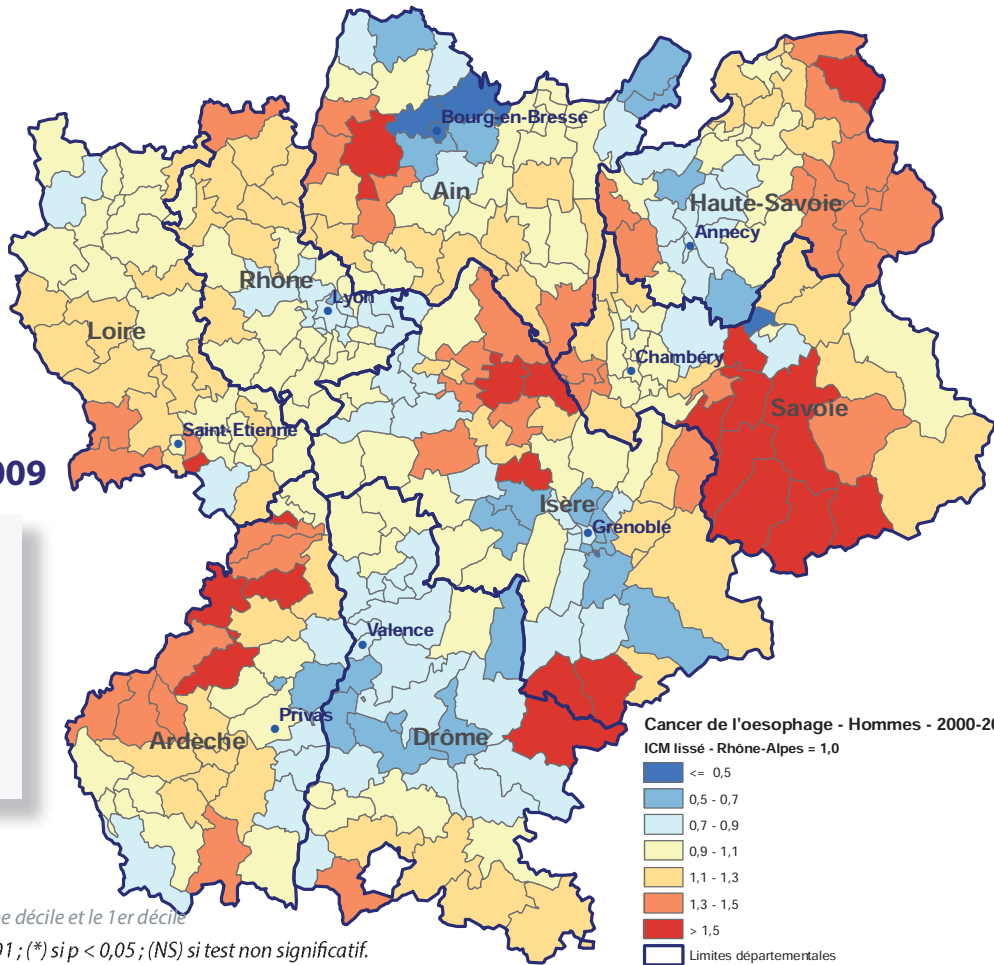 Bourg-en-Bresse
Ain
Haute-Savoie
Annecy
Rhône
Lyon
Loire
Chambéry
Savoie
Saint-Etienne
009
Isère
Grenoble
Valence
Privas
Ardèche
Drôme
Cancer de l'oesophage - Hommes - 2000-20
ICM lissé - Rhône-Alpes = 1,0
<= 0,5
0,5 - 0,7
0,7 - 0,9
0,9 - 1,1
1,1 - 1,3
1,3 - 1,5
> 1,5
Limites départementales
e décile et le 1er décile
01 ; (*) si p < 0,05 ; (NS) si test non significatif.